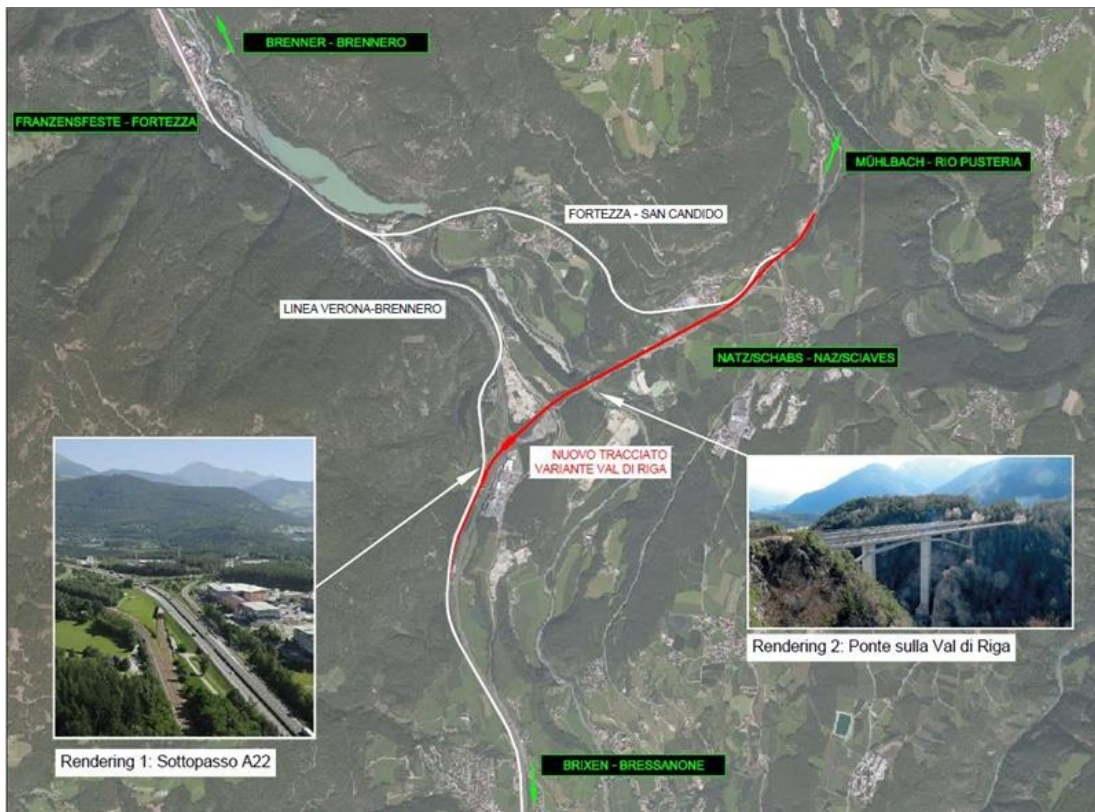 BRENNER - BRENNERO
FRANZENSFESTE - FORTEZZA
MÜHLBACH - RIO PUSTERIA
FORTEZZA - SAN CANDIDO
LINEA VERONA-BRENNERO
NATZ/SCHABS - NAZ/SCIAVES
NUOVO TRACCIATO
VARIANTE VAL DI RIGA
Rendering 2: Ponte sulla Val di Riga
Rendering 1: Sottopasso A22
BRIXEN - BRESSANONE